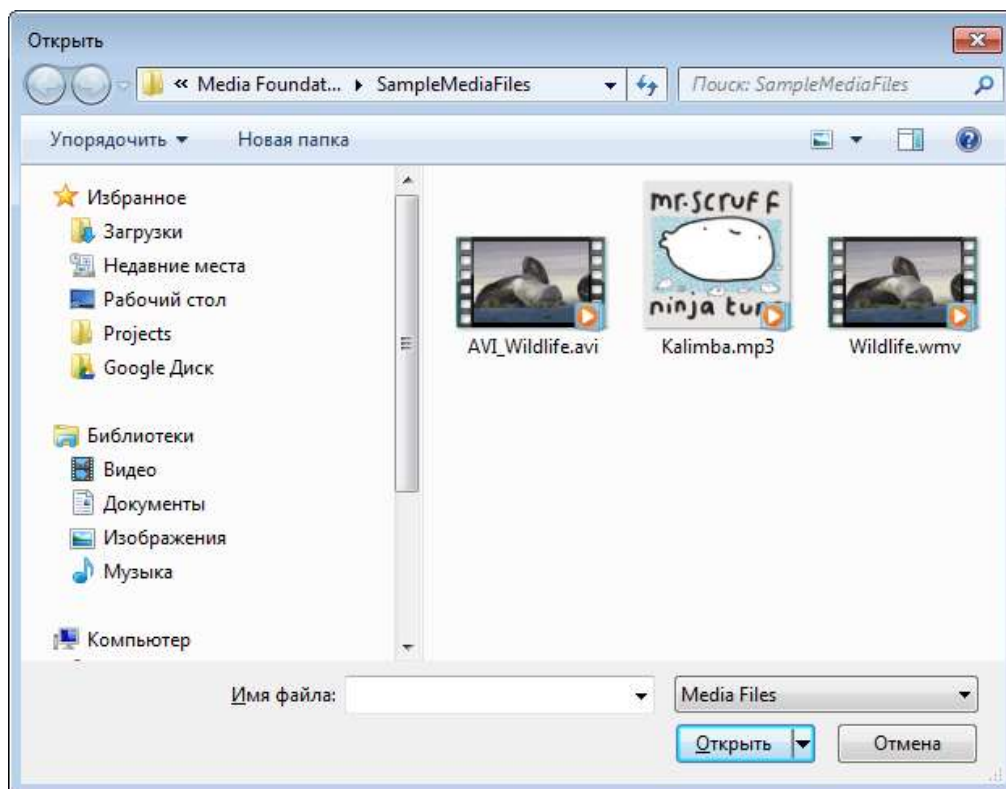 Открыть
« Media Foundat... SampleMediaFiles
Поиск: SampleMediaFiles
Упорядочить Новая папка
Избранное
Загрузки
Недавние места
Рабочий стол
Projects
Google Диск
Библиотеки
Видео
Документы
Изображения
Музыка
Компьютер
mr.scruff
ninja tune
AVI_Wildlife.avi
Kalimba.mp3
Wildlife.wmv
Имя файла:
Media Files
Открыть
Отмена